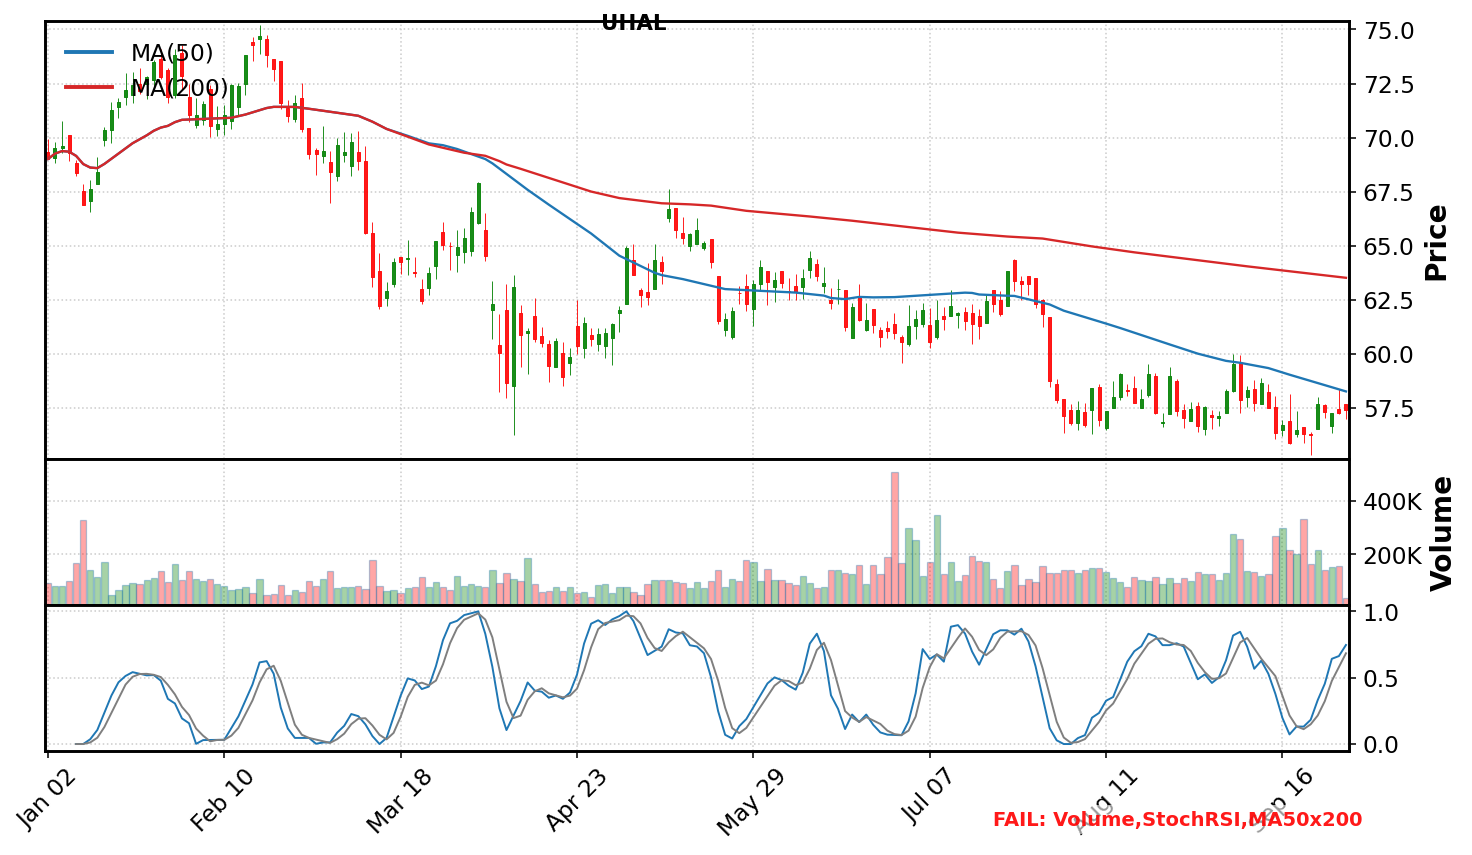 UHAL
MA(50)
MA(200)
75.0
72.5
70.0
67.5
65.0
62.5
60.0
57.5
Price
400K
200K
Volume
1.0
0.5
0.0
Jan 02
Feb 10
Mar 18
Apr 23
May 29
Jul 07
Aug 11
Sep 16
FAIL: Volume,StochRSI,MA50x200